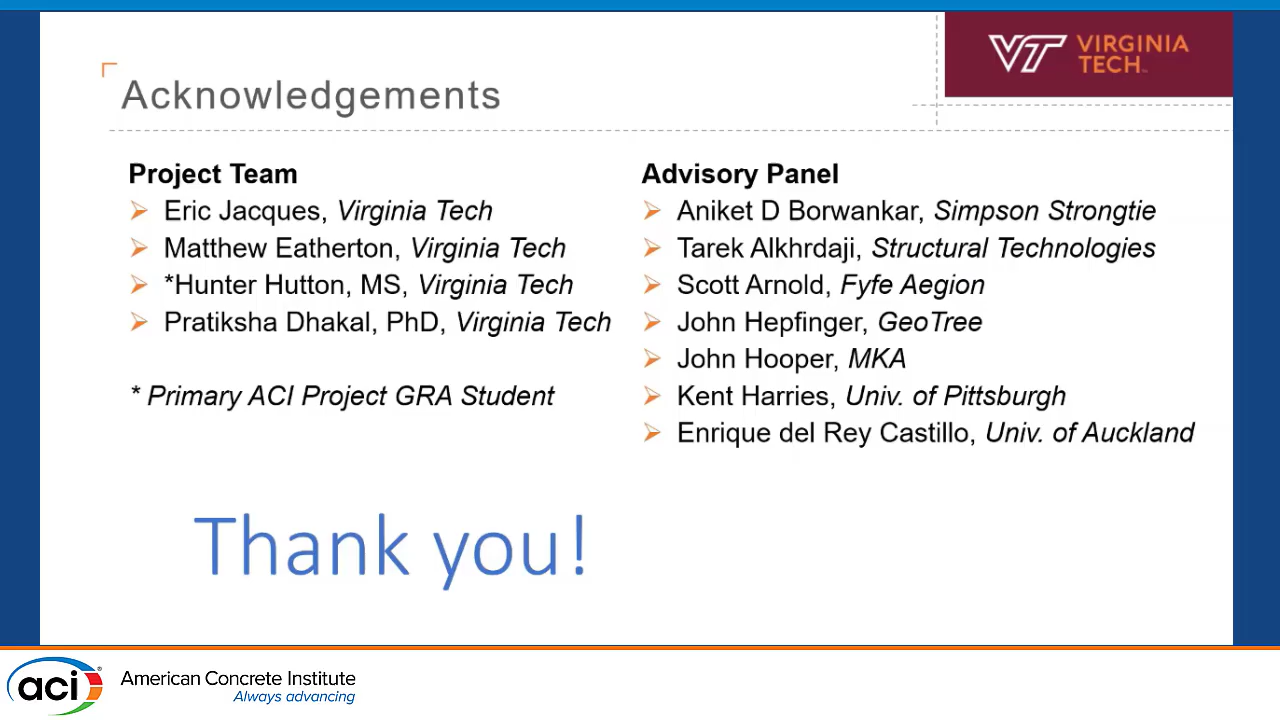 VT VIRGINIA
TECH™
Acknowledgements
Project Team
Eric Jacques, Virginia Tech
Matthew Eatherton, Virginia Tech
*Hunter Hutton, MS, Virginia Tech
Pratiksha Dhakal, PhD, Virginia Tech
* Primary ACI Project GRA Student
Advisory Panel
Aniket D Borwankar, Simpson Strongtie
Tarek Alkhrdaji, Structural Technologies
Scott Arnold, Fyfe Aegion
John Hepfinger, GeoTree
John Hooper, MKA
Kent Harries, Univ. of Pittsburgh
Enrique del Rey Castillo, Univ. of Auckland
Thank you!
aci®
American Concrete Institute
Always advancing